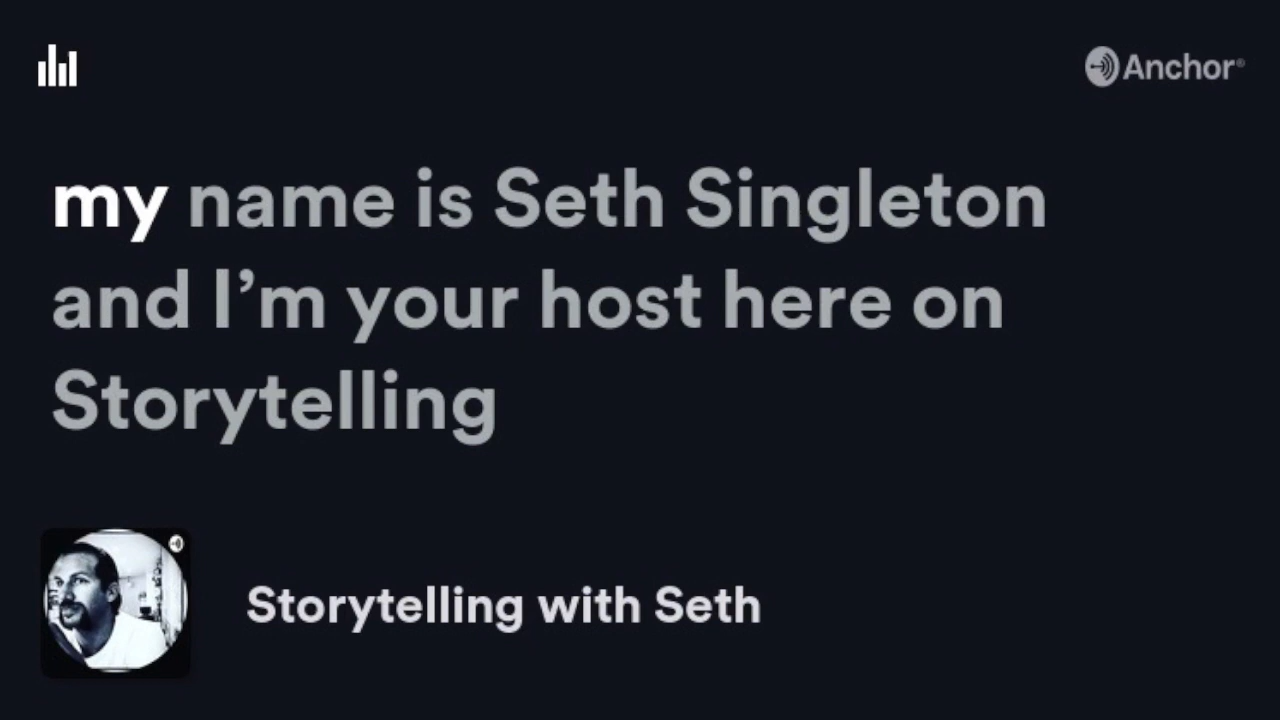 Anchor®
my name is Seth Singleton
and I’m your host here on
Storytelling
Storytelling with Seth